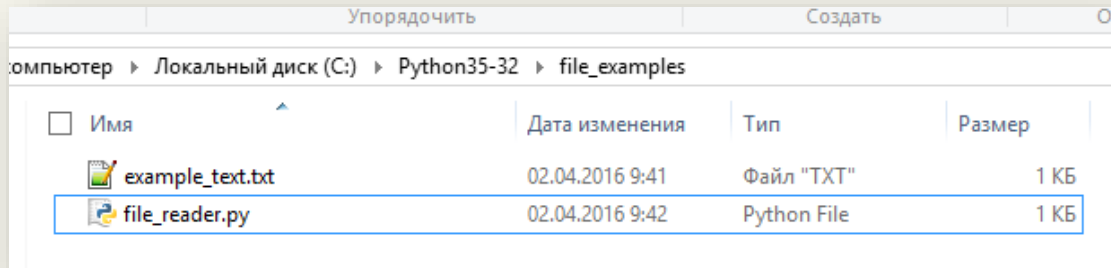 Упорядочить Создать
компьютер Локальный диск (C:) Python35-32 file_examples
Имя Дата изменения Тип Размер
example_text.txt 02.04.2016 9:41 Файл "TXT" 1 КБ
file_reader.py 02.04.2016 9:42 Python File 1 КБ